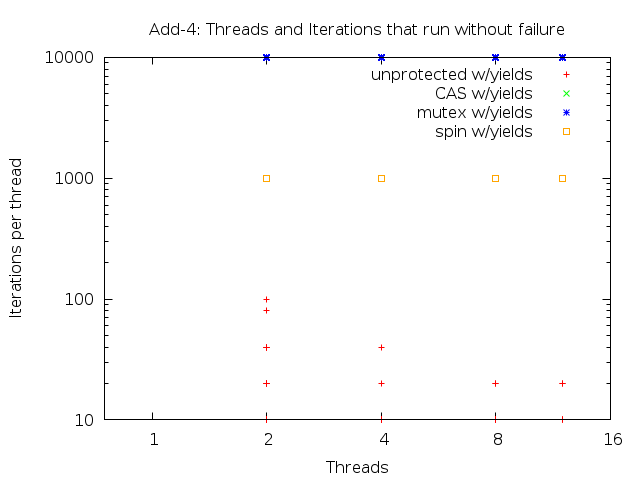 Add-4: Threads and Iterations that run without failure
10000
unprotected w/yields
CAS w/yields
mutex w/yields
spin w/yields
1000
Iterations per thread
100
10
1 2 4 8 16
Threads